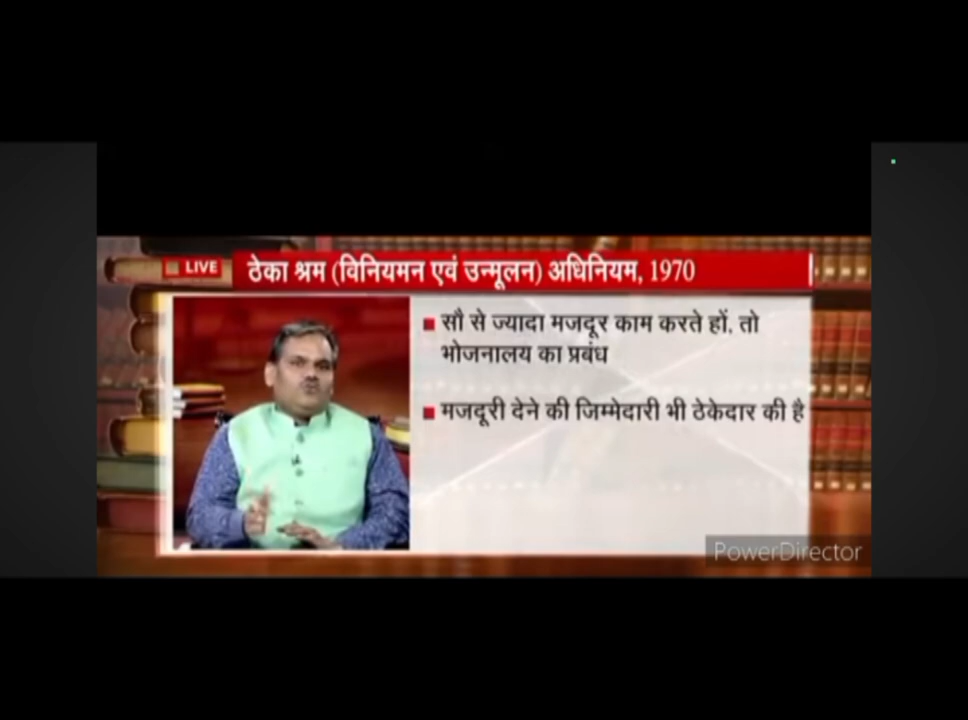 LIVE
ठेका श्रम (विनियमन एवं उन्मूलन) अधिनियम, 1970
■ सौ से ज्यादा मजदूर काम करते हों, तो
भोजनालय का प्रबंध
■ मजदूरी देने की जिम्मेदारी भी ठेकेदार की है
PowerDirector